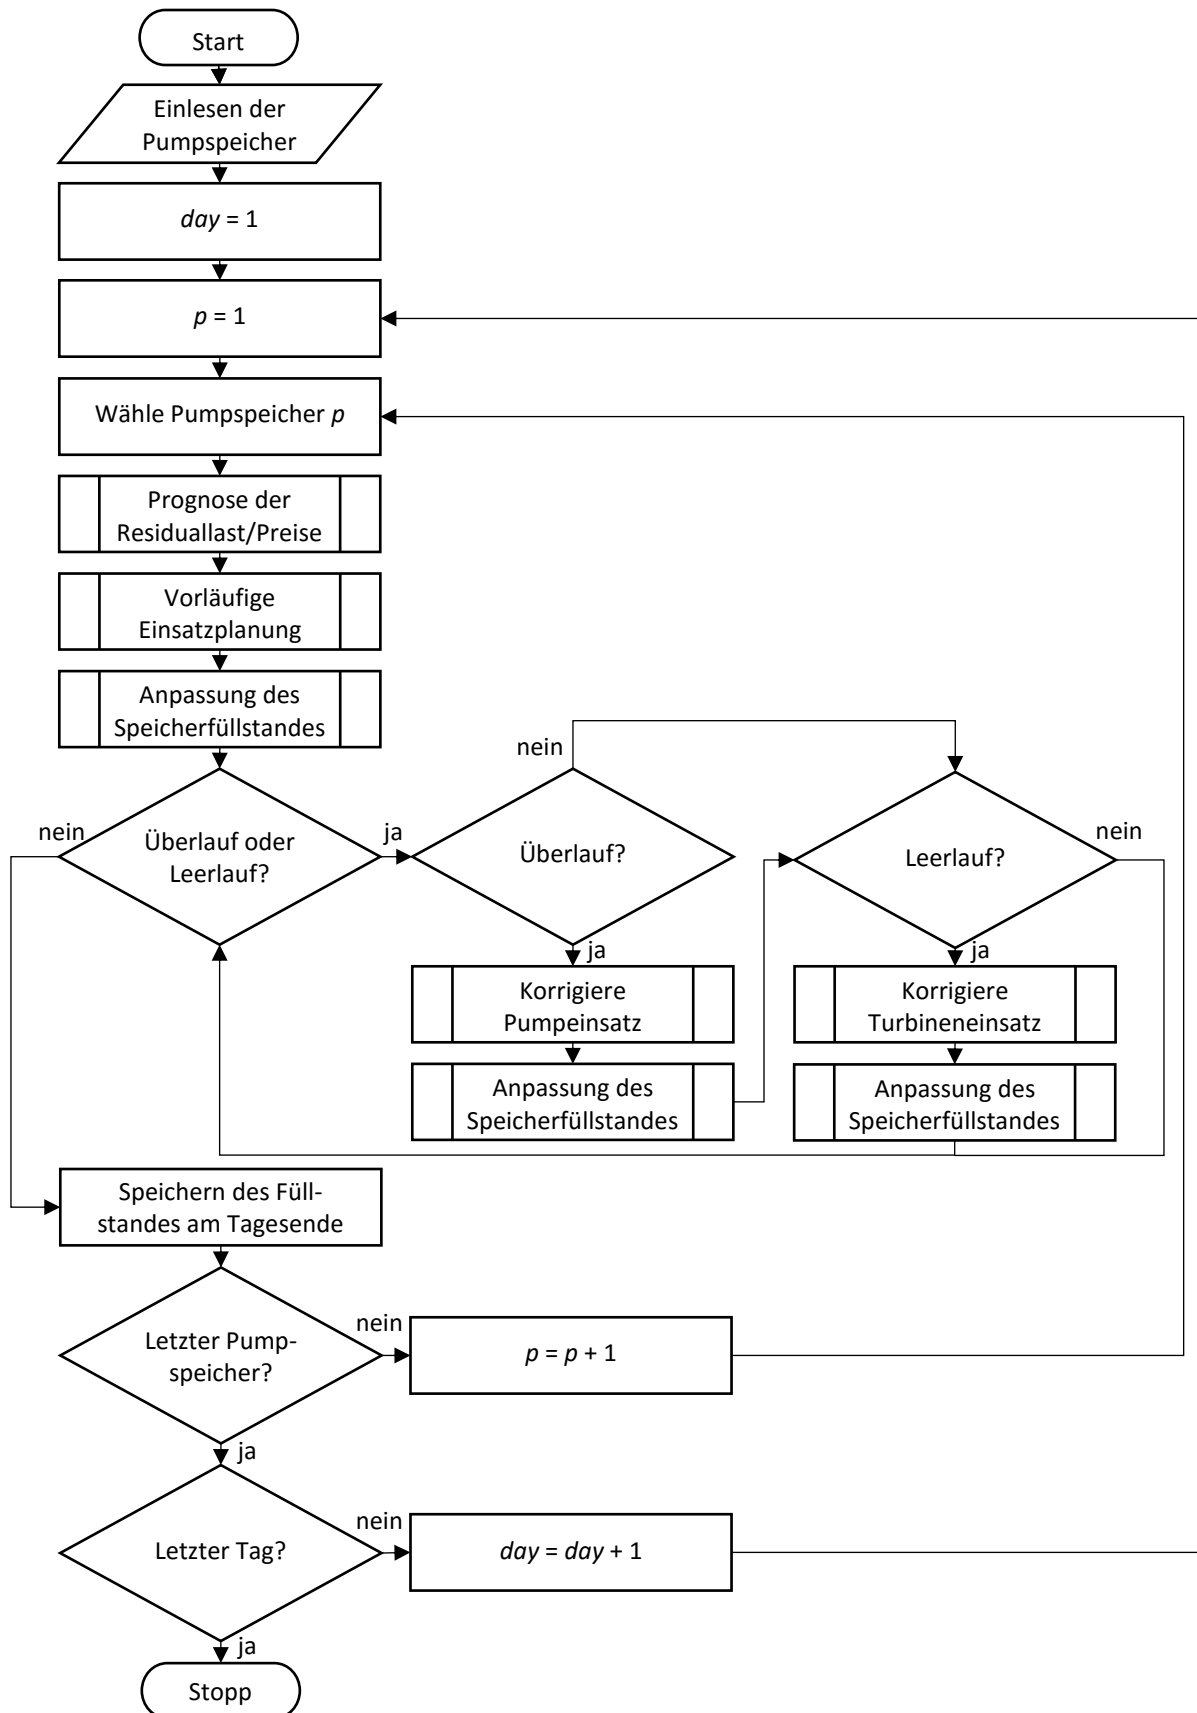 Start
Einlesen der
Pumpspeicher
day = 1
p = 1
Wähle Pumpspeicher p
Prognose der
Residuallast/Preise
Vorläufige
Einsatzplanung
Anpassung des
Speicherfüllstandes
nein
Überlauf oder
Leerlauf?
ja
nein
Überlauf?
ja
Leerlauf?
nein
ja
Korrigiere
Pumpeinsatz
Anpassung des
Speicherfüllstandes
Korrigiere
Turbineneinsatz
Anpassung des
Speicherfüllstandes
Speichern des Füll-
standes am Tagesende
Letzter Pump-
speicher?
nein
p = p + 1
ja
Letzter Tag?
nein
day = day + 1
ja
Stopp